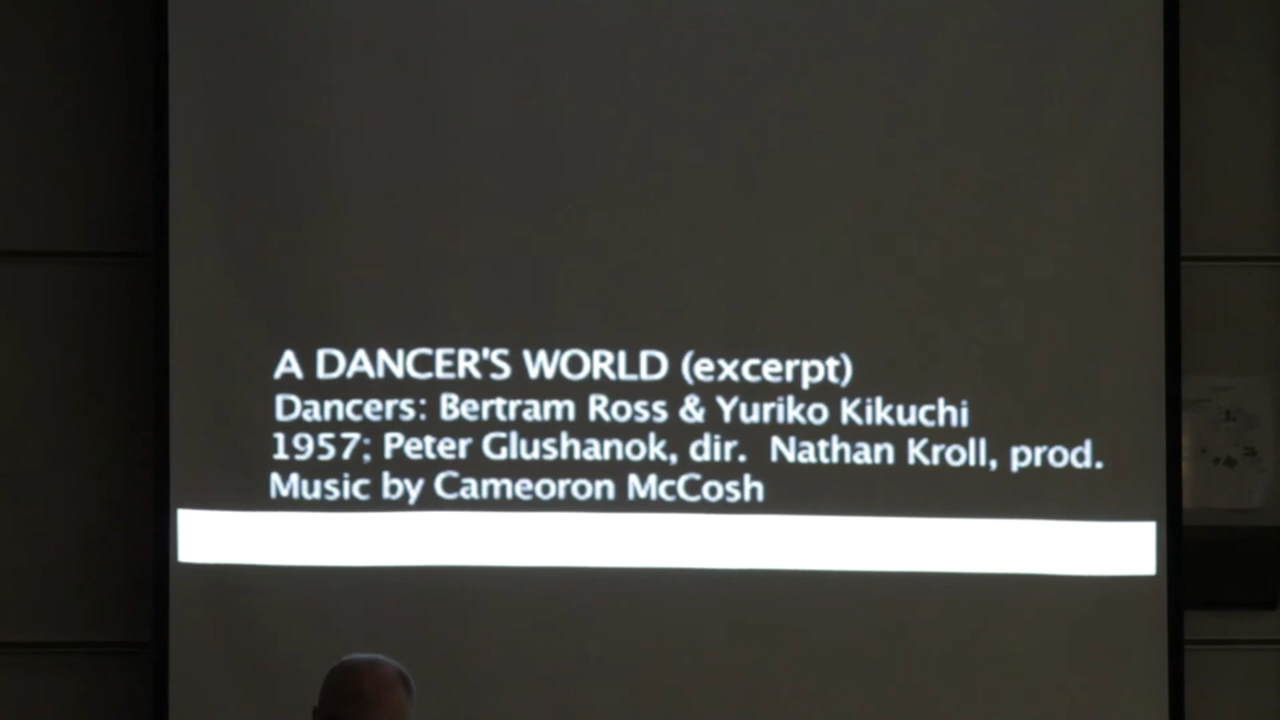 A DANCER'S WORLD (excerpt)
Dancers: Bertram Ross & Yuriko Kikuchi
1957; Peter Glushanok, dir. Nathan Kroll, prod.
Music by Cameoron McCosh